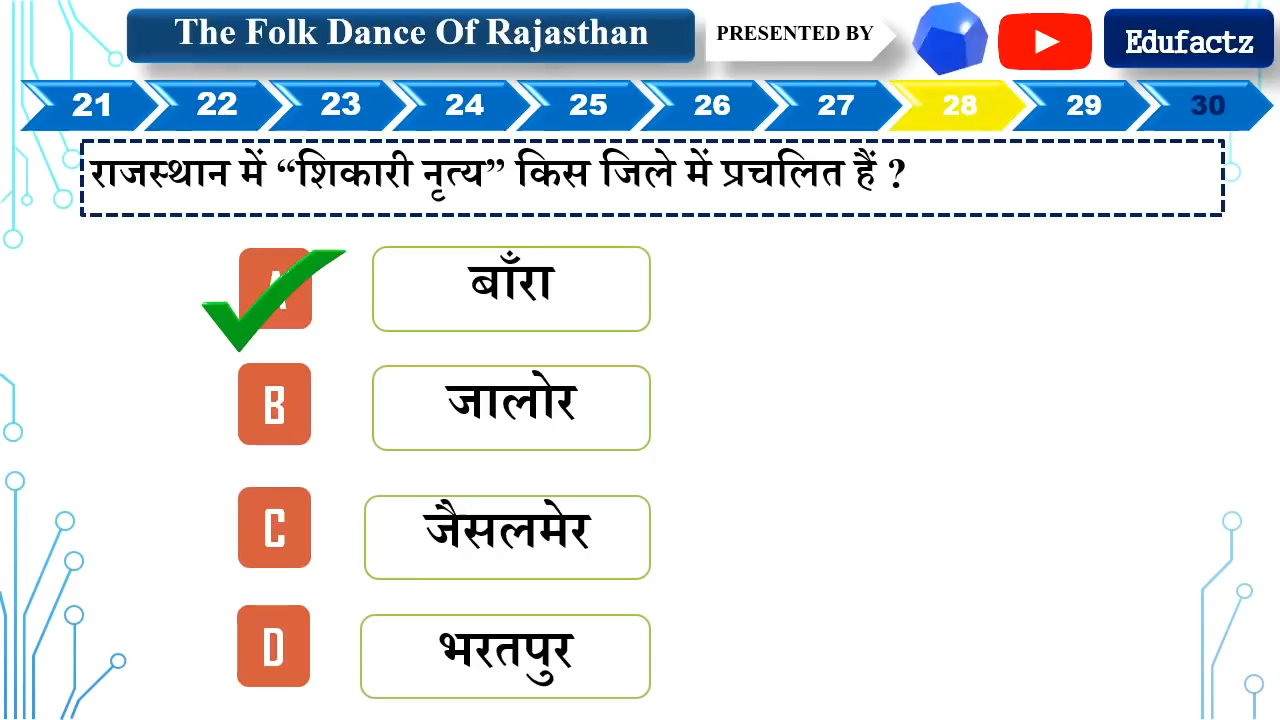 The Folk Dance Of Rajasthan
PRESENTED BY
Edufactz
21 22 23 24 25 26 27 28 29 30
राजस्थान में “शिकारी नृत्य” किस जिले में प्रचलित हैं ?
A बाँरा
B जालोर
C जैसलमेर
D भरतपुर